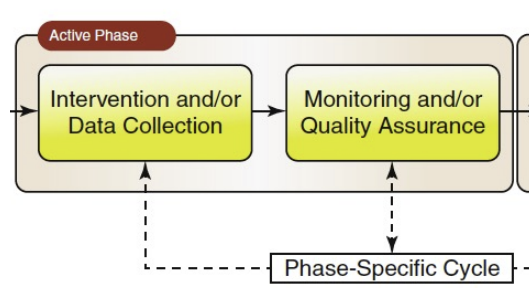 Active Phase
Intervention and/or
Data Collection
Monitoring and/or
Quality Assurance
Phase-Specific Cycle